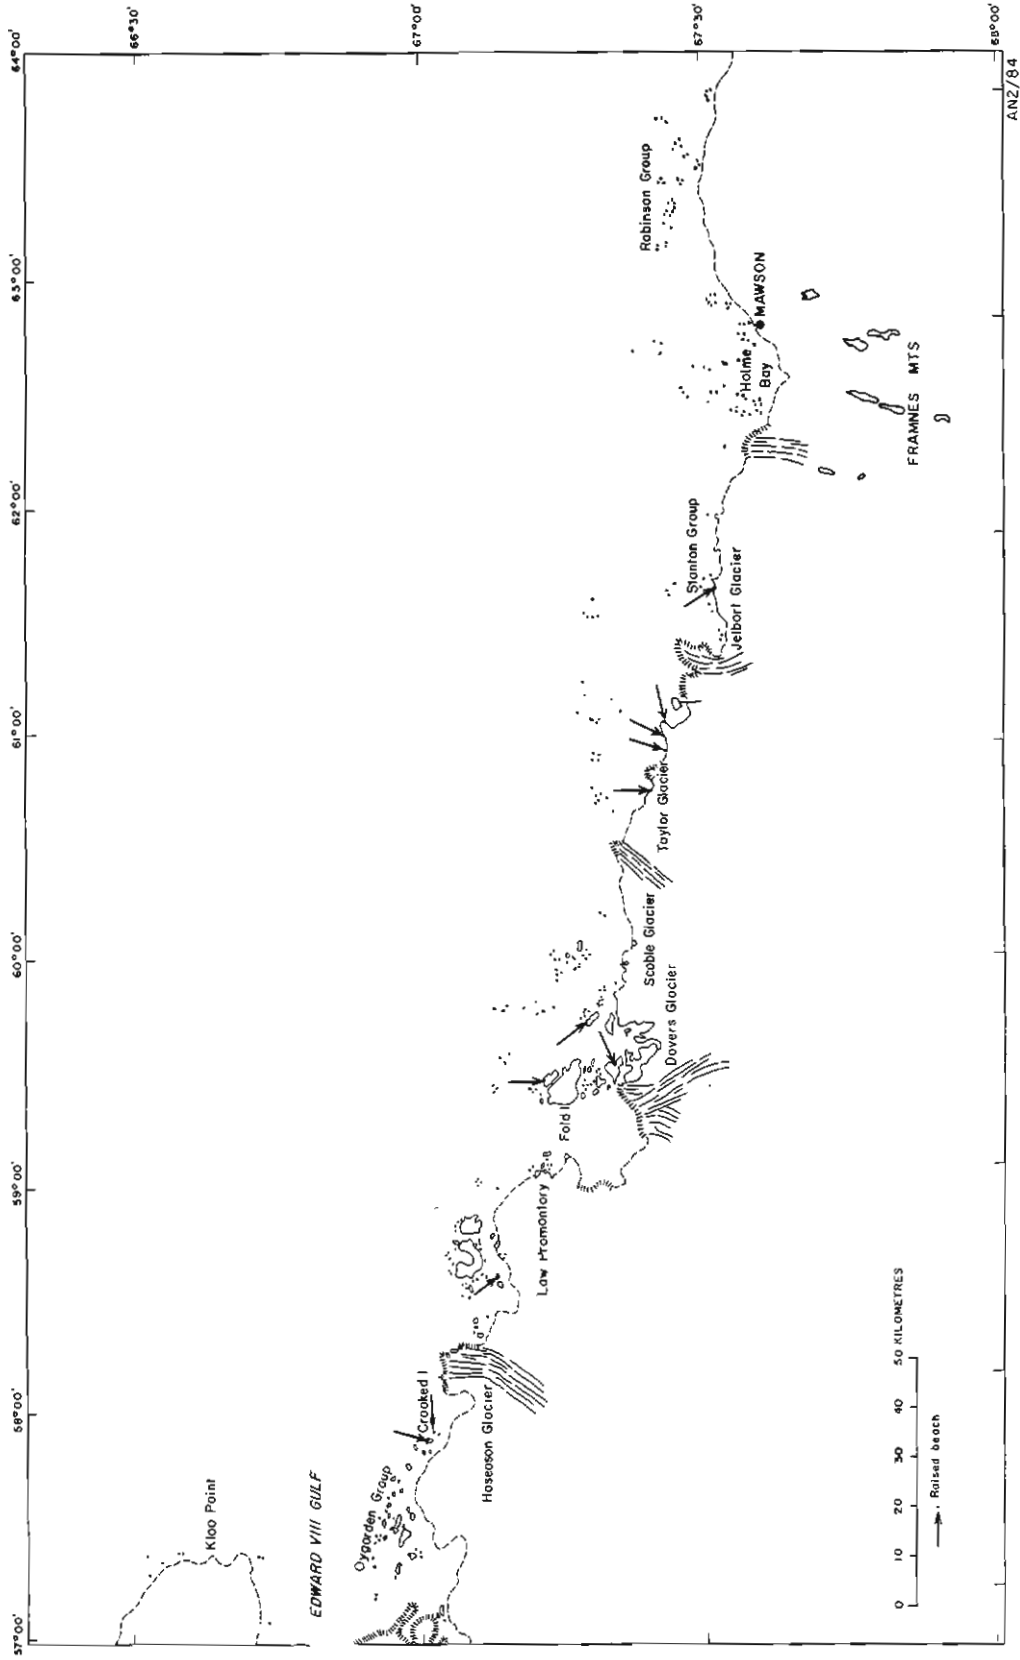 57°00'
58°00'
59°00'
60°00'
61°00'
62°00'
63°00'
64°00'
66°30'
67°00'
67°30'
68°00'
Kloo Point
EDWARD VIII GULF
Oygarden Group
Crooked I
Hoseason Glacier
Law Promontory
Fold I
Dovers Glacier
Scoble Glacier
Taylor Glacier
Jelbart Glacier
Stanton Group
Holme
Bay
MAWSON
Robinson Group
FRAMNES MTS
0 10 20 30 40 50 KILOMETRES
Raised beach
AN2/84